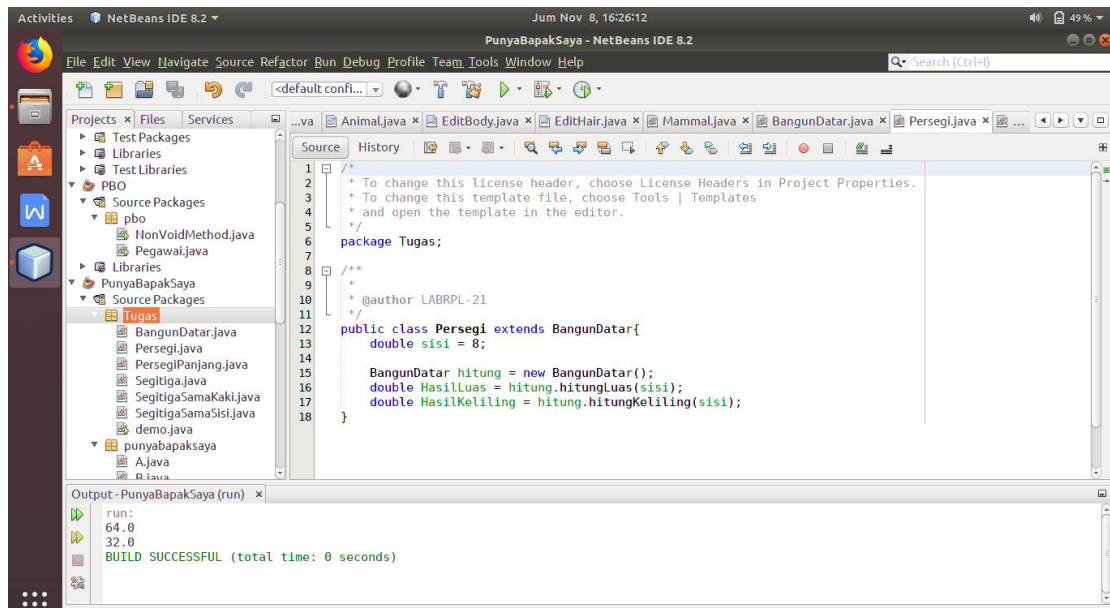 Activities NetBeans IDE 8.2 Jum Nov 8, 16:26:12 49 %
PunyaBapakSaya - NetBeans IDE 8.2
File Edit View Navigate Source Refactor Run Debug Profile Team Tools Window Help Search (Ctrl+I)
<default confi...
Projects Files Services
...va Animal.java EditBody.java EditHair.java Mammal.java BangunDatar.java Persegi.java ...
Test Packages
Libraries
Test Libraries
PBO
Source Packages
pbo
NonVoidMethod.java
Pegawai.java
Libraries
PunyaBapakSaya
Source Packages
Tugas
BangunDatar.java
Persegi.java
PersegiPanjang.java
Segitiga.java
SegitigaSamaKaki.java
SegitigaSamaSisi.java
demo.java
punyabapaksaya
A.java
B.java
Source History
1 /*
2 * To change this license header, choose License Headers in Project Properties.
3 * To change this template file, choose Tools | Templates
4 * and open the template in the editor.
5 */
6 package Tugas;
7
8 /**
9 *
10 * @author LABRPL-21
11 */
12 public class Persegi extends BangunDatar{
13 double sisi = 8;
14
15 BangunDatar hitung = new BangunDatar();
16 double HasilLuas = hitung.hitungLuas(sisi);
17 double HasilKeliling = hitung.hitungKeliling(sisi);
18 }
Output - PunyaBapakSaya (run)
run:
64.0
32.0
BUILD SUCCESSFUL (total time: 0 seconds)